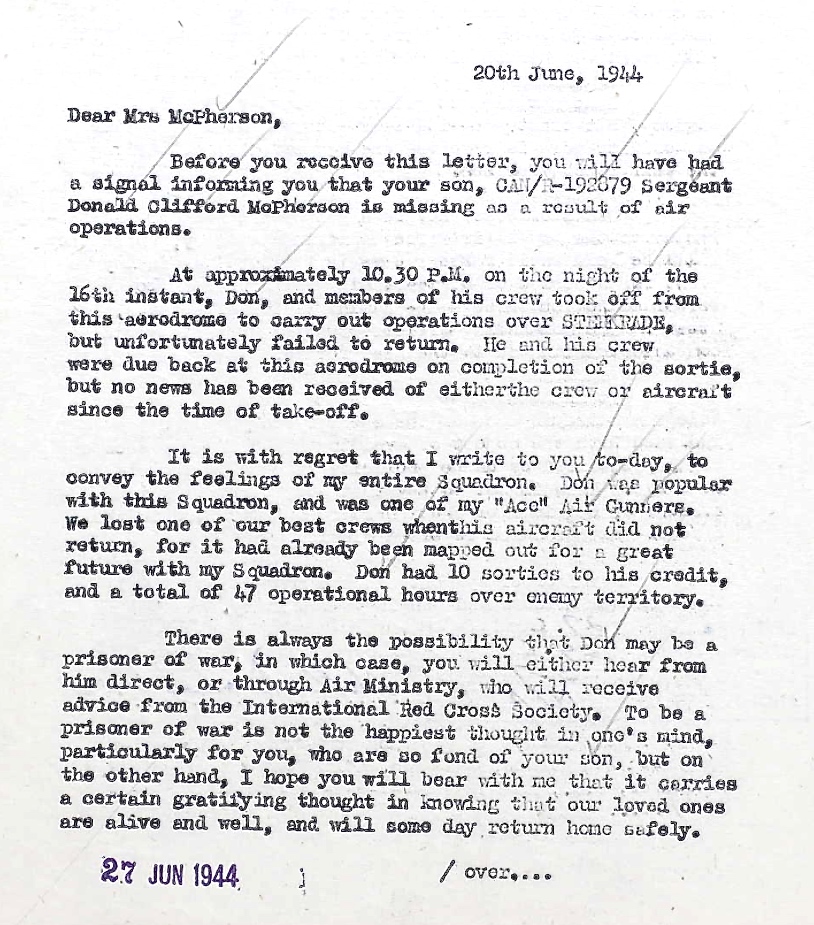 20th June, 1944
Dear Mrs McPherson,
Before you receive this letter, you will have had
a signal informing you that your son, CAN/R-192879 Sergeant
Donald Clifford McPherson is missing as a result of air
operations.
At approximately 10.30 P.M. on the night of the
16th instant, Don, and members of his crew took off from
this aerodrome to carry out operations over STERKRADE,
but unfortunately failed to return. He and his crew
were due back at this aerodrome on completion of the sortie,
but no news has been received of eitherthe crew or aircraft
since the time of take-off.
It is with regret that I write to you to-day, to
convey the feelings of my entire Squadron. Don was popular
with this Squadron, and was one of my "Ace" Air Gunners.
We lost one of our best crews whenthis aircraft did not
return, for it had already been mapped out for a great
future with my Squadron. Don had 10 sorties to his credit,
and a total of 47 operational hours over enemy territory.
There is always the possibility that Don may be a
prisoner of war, in which case, you will either hear from
him direct, or through Air Ministry, who will receive
advice from the International Red Cross Society. To be a
prisoner of war is not the happiest thought in one's mind,
particularly for you, who are so fond of your son, but on
the other hand, I hope you will bear with me that it carries
a certain gratifying thought in knowing that our loved ones
are alive and well, and will some day return home safely.
27 JUN 1944
/ over....